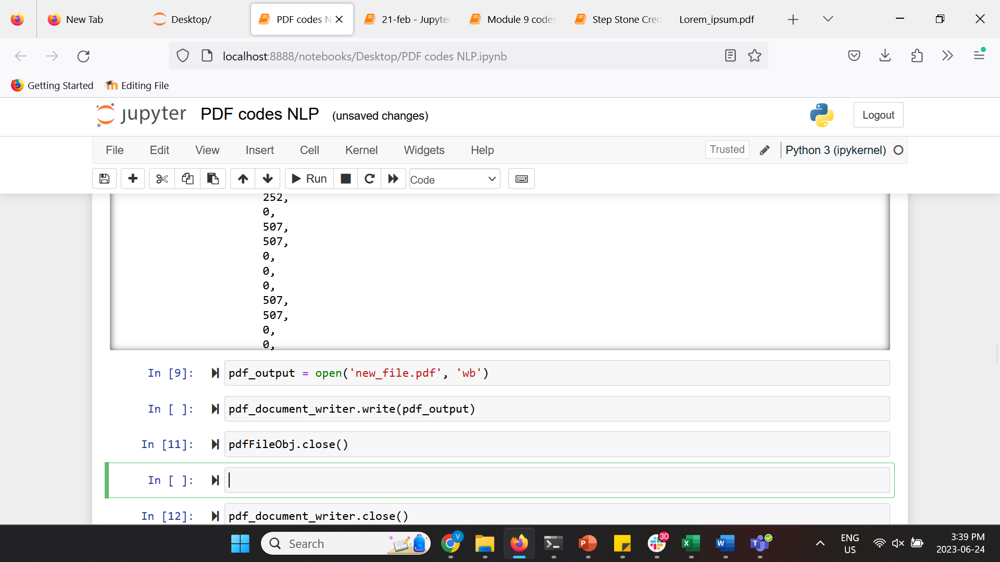 New Tab
Desktop/
PDF codes N
21-feb - Jupyter
Module 9 codes
Step Stone Cred
Lorem_ipsum.pdf
localhost:8888/notebooks/Desktop/PDF codes NLP.ipynb
Getting Started
Editing File
jupyter PDF codes NLP (unsaved changes)
Logout
File Edit View Insert Cell Kernel Widgets Help
Trusted
Python 3 (ipykernel)
Run
Code
252,
0,
507,
507,
0,
0,
0,
507,
507,
0,
0,
In [9]: pdf_output = open('new_file.pdf', 'wb')
In [ ]: pdf_document_writer.write(pdf_output)
In [11]: pdfFileObj.close()
In [ ]:
In [12]: pdf_document_writer.close()
Search
V
P
30
X
W
T
ENG
US
3:39 PM
2023-06-24